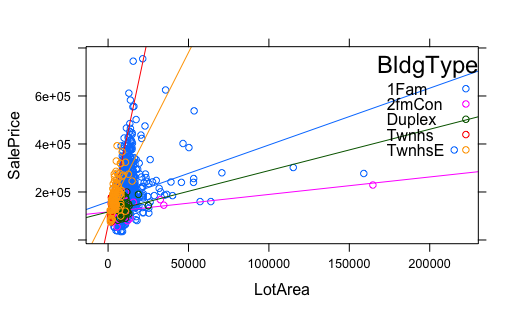 BldgType
1Fam
2fmCon
Duplex
Twnhs
TwnhsE
6e+05
4e+05
2e+05
SalePrice
0
50000
100000
150000
200000
LotArea